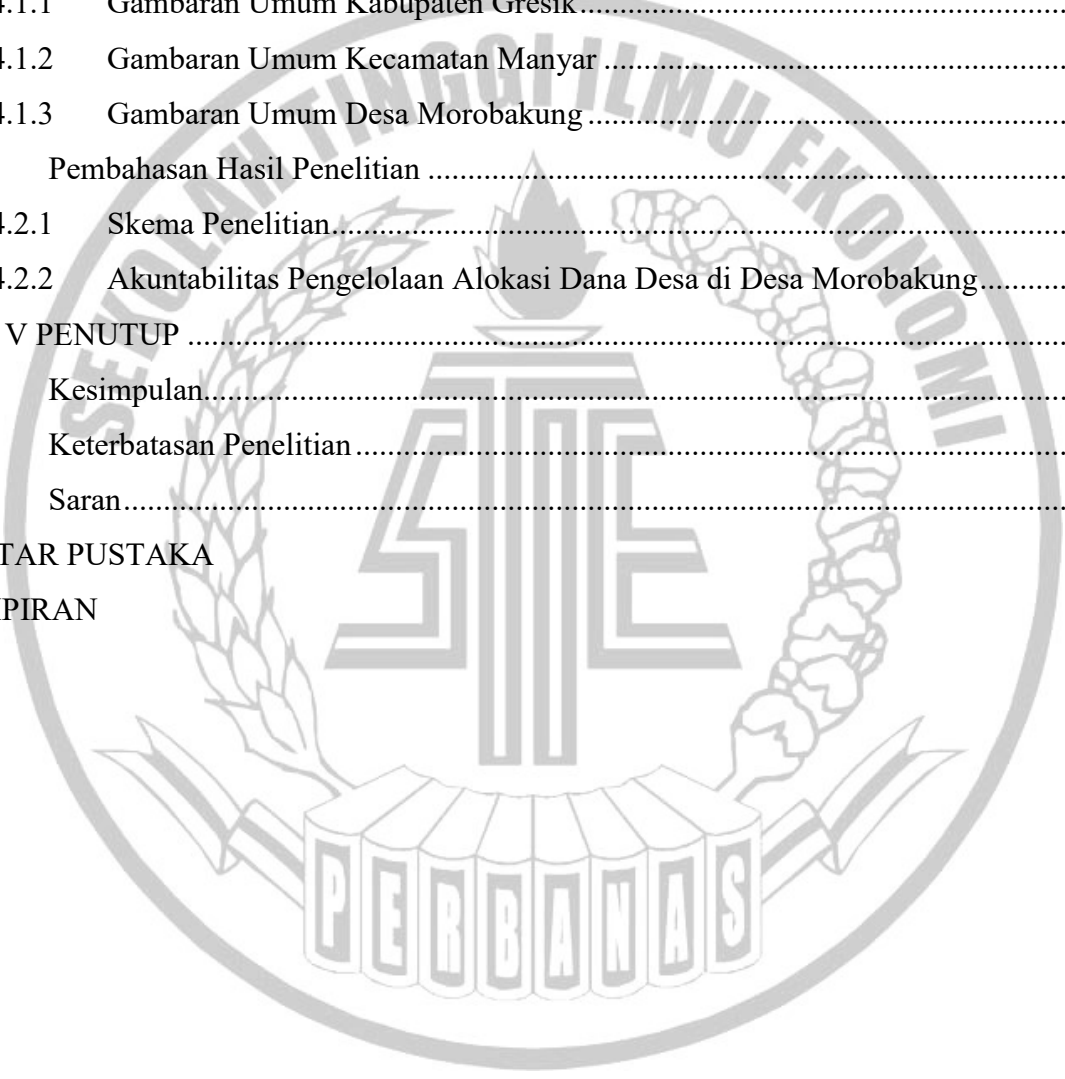 4.1.1 Gambaran Umum Kabupaten Gresik
4.1.2 Gambaran Umum Kecamatan Manyar
4.1.3 Gambaran Umum Desa Morobakung
Pembahasan Hasil Penelitian
4.2.1 Skema Penelitian
4.2.2 Akuntabilitas Pengelolaan Alokasi Dana Desa di Desa Morobakung
V PENUTUP
Kesimpulan
Keterbatasan Penelitian
Saran
TAR PUSTAKA
PIRAN
SEKOLAH TINGGI ILMU EKONOMI
STIE
PERBANAS